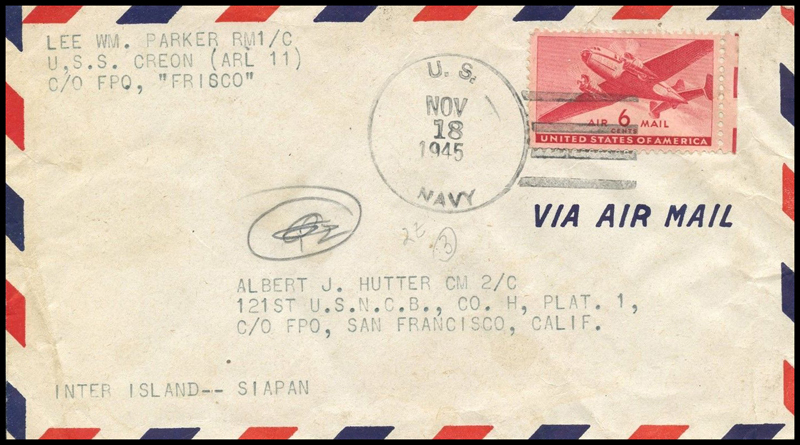 LEE WM. PARKER RM1/C
U.S.S. CREON (ARL 11)
C/O FPO, "FRISCO"
U. S.
NOV
18
1945
NAVY
AIR 6 MAIL
CENTS
UNITED STATES OF AMERICA
VIA AIR MAIL
3
ALBERT J. HUTTER CM 2/C
121ST U.S.N.C.B., CO. H, PLAT. 1,
C/O FPO, SAN FRANCISCO, CALIF.
INTER ISLAND-- SIAPAN